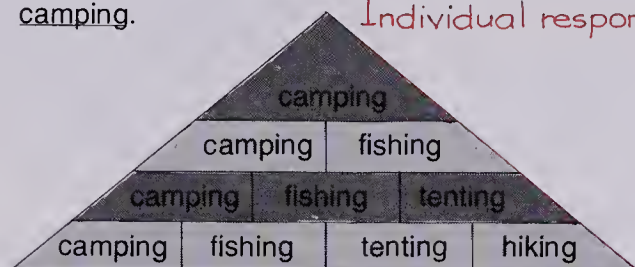 camping. Individual respon
camping
camping fishing
camping fishing tenting
camping fishing tenting hiking